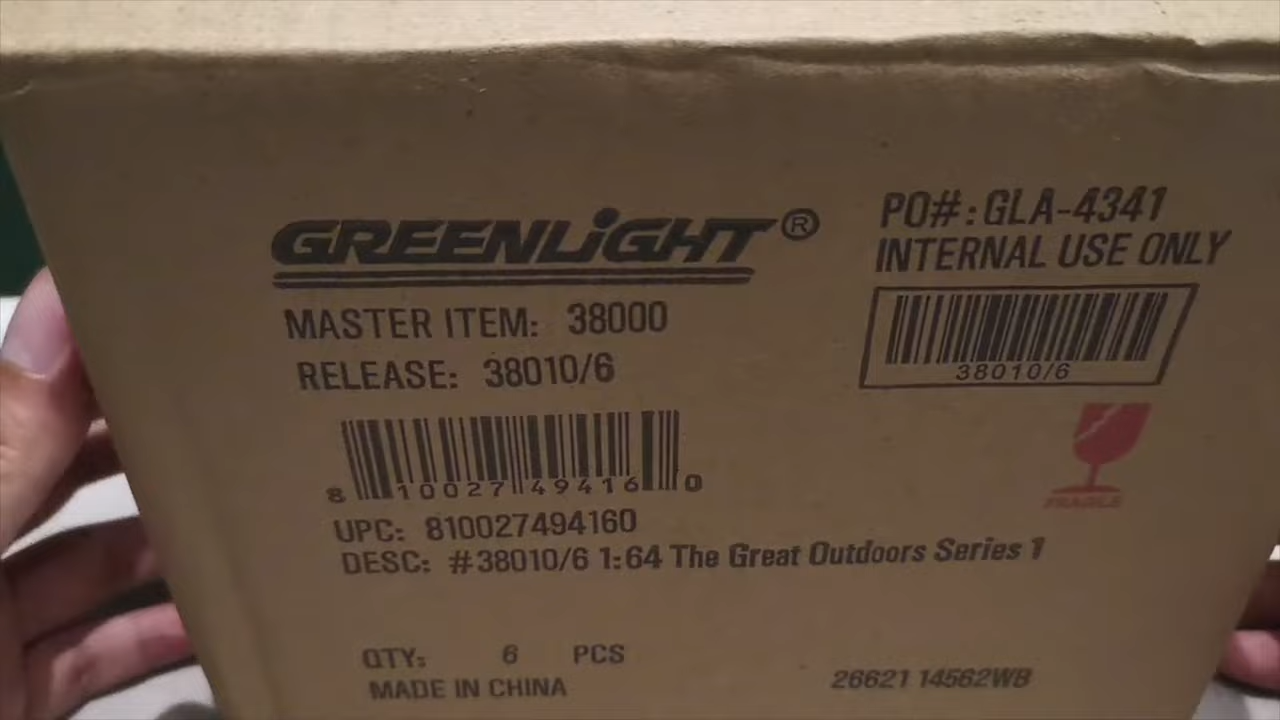 GREENLiGHT®
MASTER ITEM: 38000
RELEASE: 38010/6
8 10027 49416 0
UPC: 810027494160
DESC: #38010/6 1:64 The Great Outdoors Series 1
QTY: 6 PCS
MADE IN CHINA
PO#: GLA-4341
INTERNAL USE ONLY
38010/6
FRAGILE
26621 14562WB